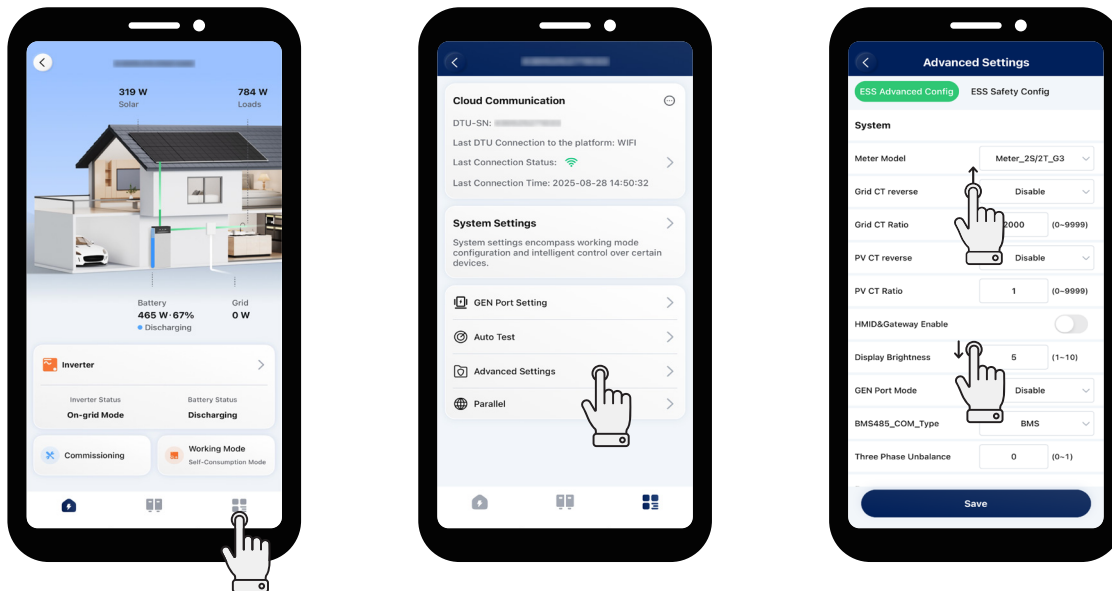 319 W
Solar
784 W
Loads
Battery
465 W·67%
Discharging
Grid
0 W
Inverter
Inverter Status
On-grid Mode
Battery Status
Discharging
Commissioning
Working Mode
Self-Consumption Mode
Cloud Communication
DTU-SN:
Last DTU Connection to the platform: WIFI
Last Connection Status:
Last Connection Time: 2025-08-28 14:50:32
System Settings
System settings encompass working mode
configuration and intelligent control over certain
devices.
GEN Port Setting
Auto Test
Advanced Settings
Parallel
Advanced Settings
ESS Advanced Config ESS Safety Config
System
Meter Model Meter_2S/2T_G3
Grid CT reverse Disable
Grid CT Ratio 2000 (0~9999)
PV CT reverse Disable
PV CT Ratio 1 (0~9999)
HMID&Gateway Enable
Display Brightness 5 (1~10)
GEN Port Mode Disable
BMS485_COM_Type BMS
Three Phase Unbalance 0 (0~1)
Save